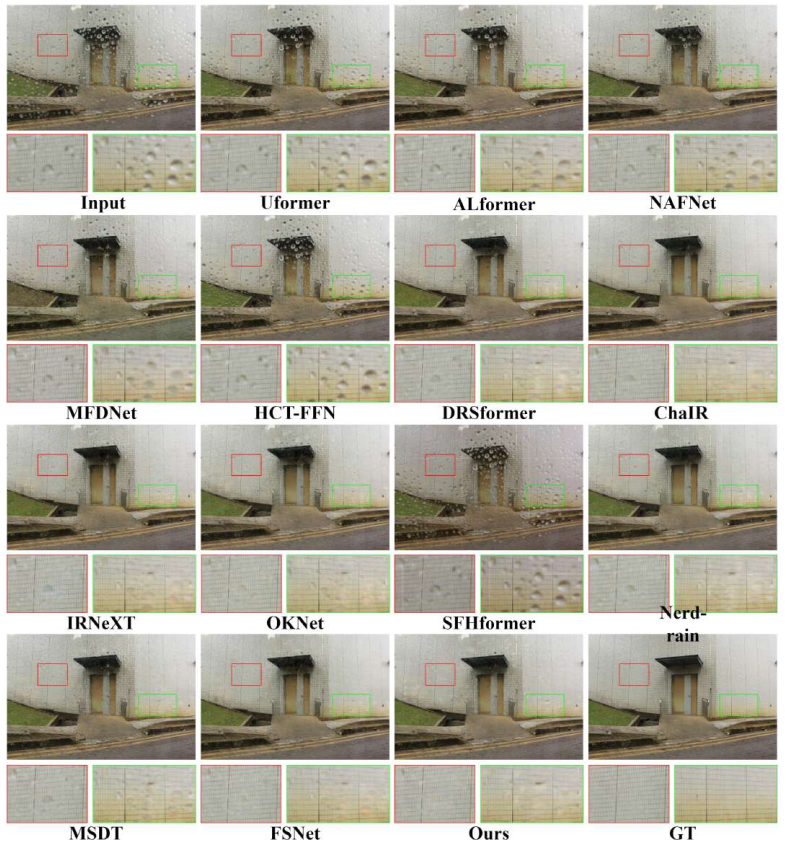 Input
Uformer
ALformer
NAFNet
MFDNet
HCT-FFN
DRSformer
ChaIR
IRNeXT
OKNet
SFHformer
Nerd-
rain
MSDT
FSNet
Ours
GT